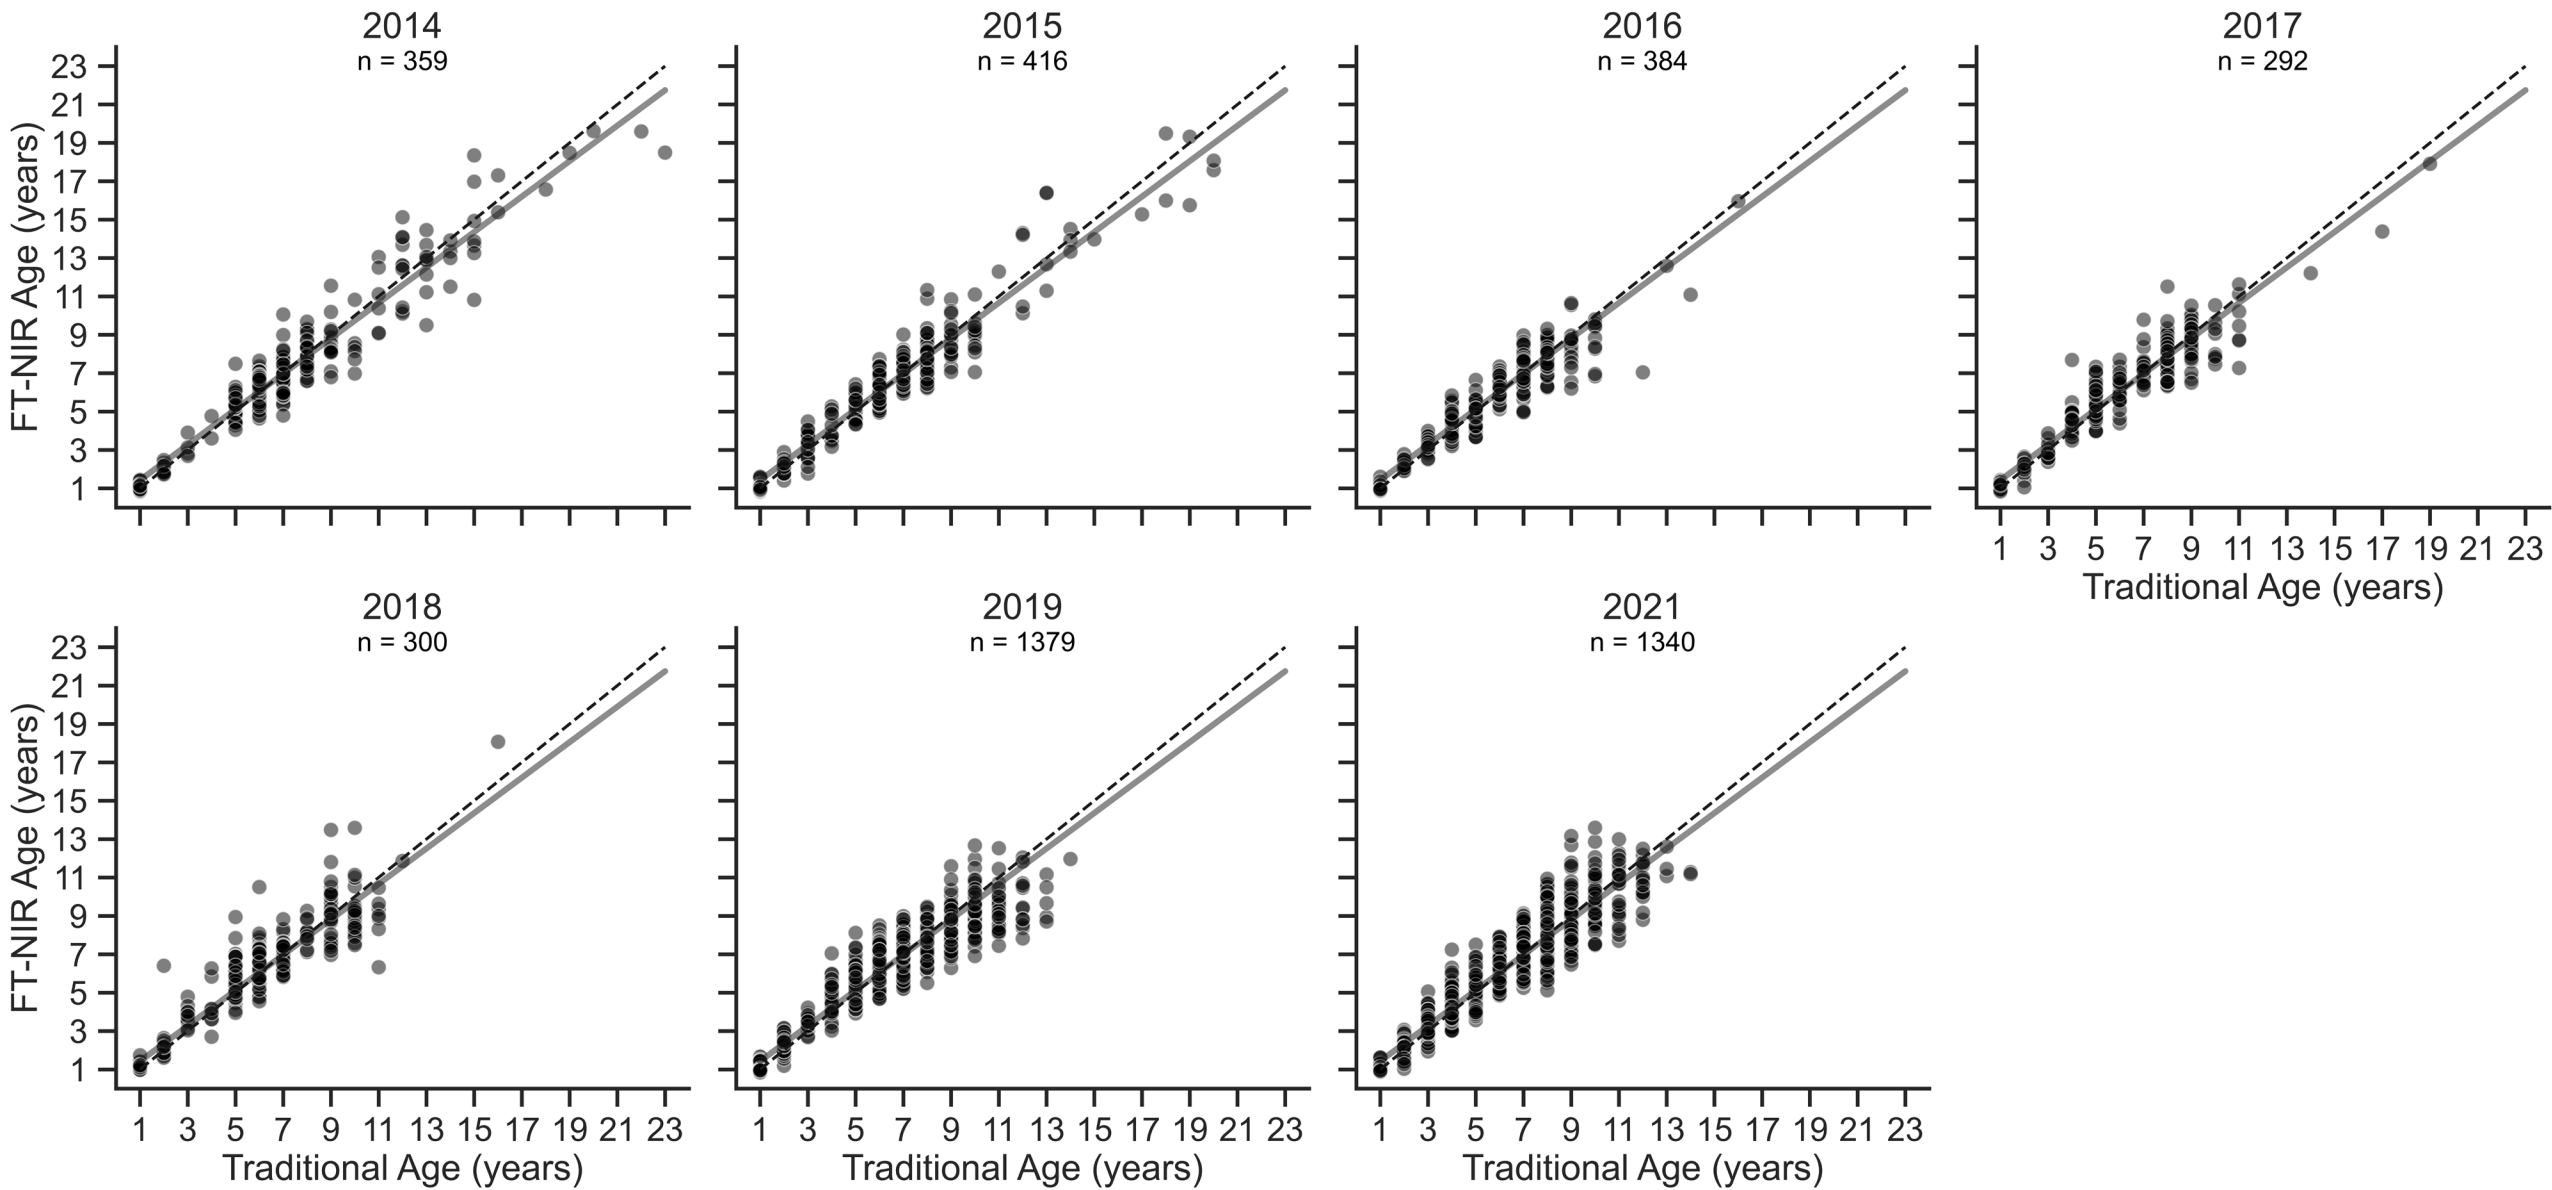 2014
n = 359
2015
n = 416
2016
n = 384
2017
n = 292
FT-NIR Age (years)
23
21
19
17
15
13
11
9
7
5
3
1
1 3 5 7 9 11 13 15 17 19 21 23
Traditional Age (years)
2018
n = 300
2019
n = 1379
2021
n = 1340
FT-NIR Age (years)
23
21
19
17
15
13
11
9
7
5
3
1
1 3 5 7 9 11 13 15 17 19 21 23
Traditional Age (years)
1 3 5 7 9 11 13 15 17 19 21 23
Traditional Age (years)
1 3 5 7 9 11 13 15 17 19 21 23
Traditional Age (years)